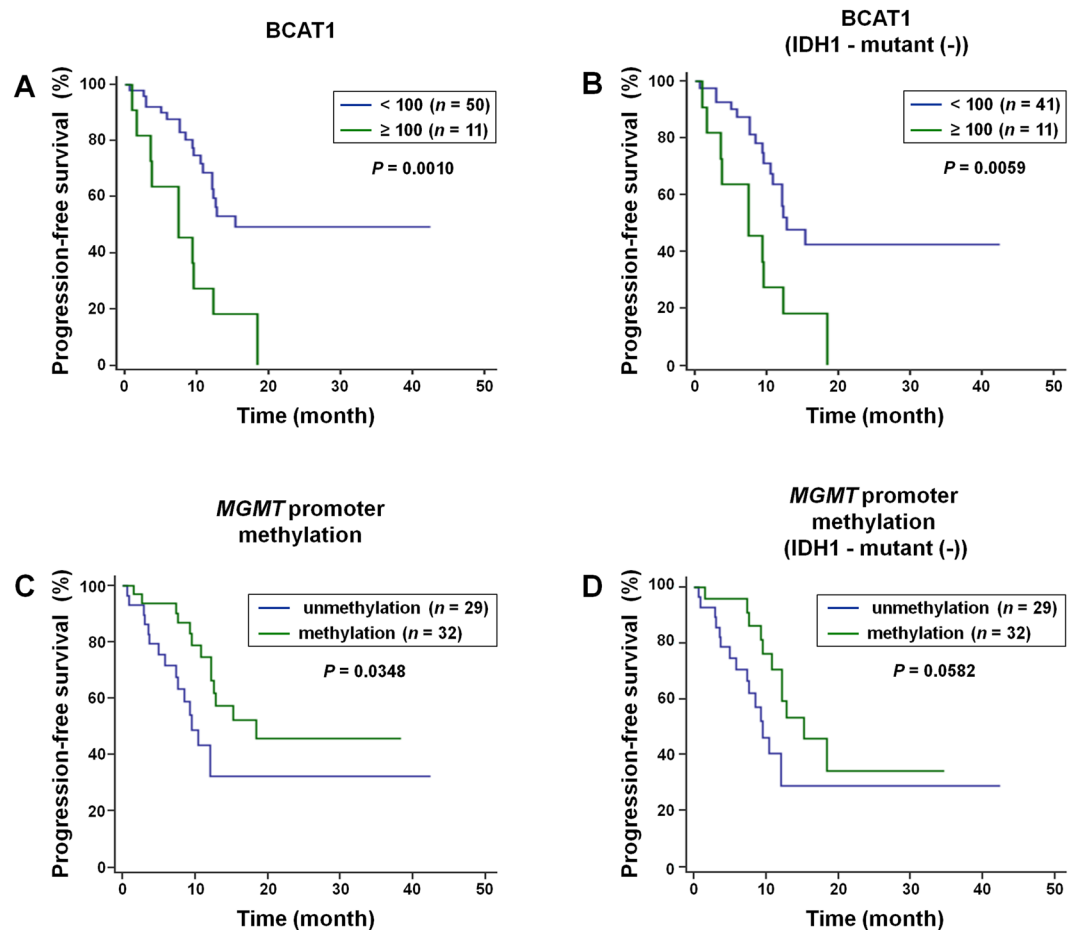 BCAT1
A
Progression-free survival (%)
100
80
60
40
20
0
< 100 (n = 50)
≥ 100 (n = 11)
P = 0.0010
0 10 20 30 40 50
Time (month)
BCAT1
(IDH1 - mutant (-))
B
Progression-free survival (%)
100
80
60
40
20
0
< 100 (n = 41)
≥ 100 (n = 11)
P = 0.0059
0 10 20 30 40 50
Time (month)
MGMT promoter
methylation
C
Progression-free survival (%)
100
80
60
40
20
0
unmethylation (n = 29)
methylation (n = 32)
P = 0.0348
0 10 20 30 40 50
Time (month)
MGMT promoter
methylation
(IDH1 - mutant (-))
D
Progression-free survival (%)
100
80
60
40
20
0
unmethylation (n = 29)
methylation (n = 32)
P = 0.0582
0 10 20 30 40 50
Time (month)